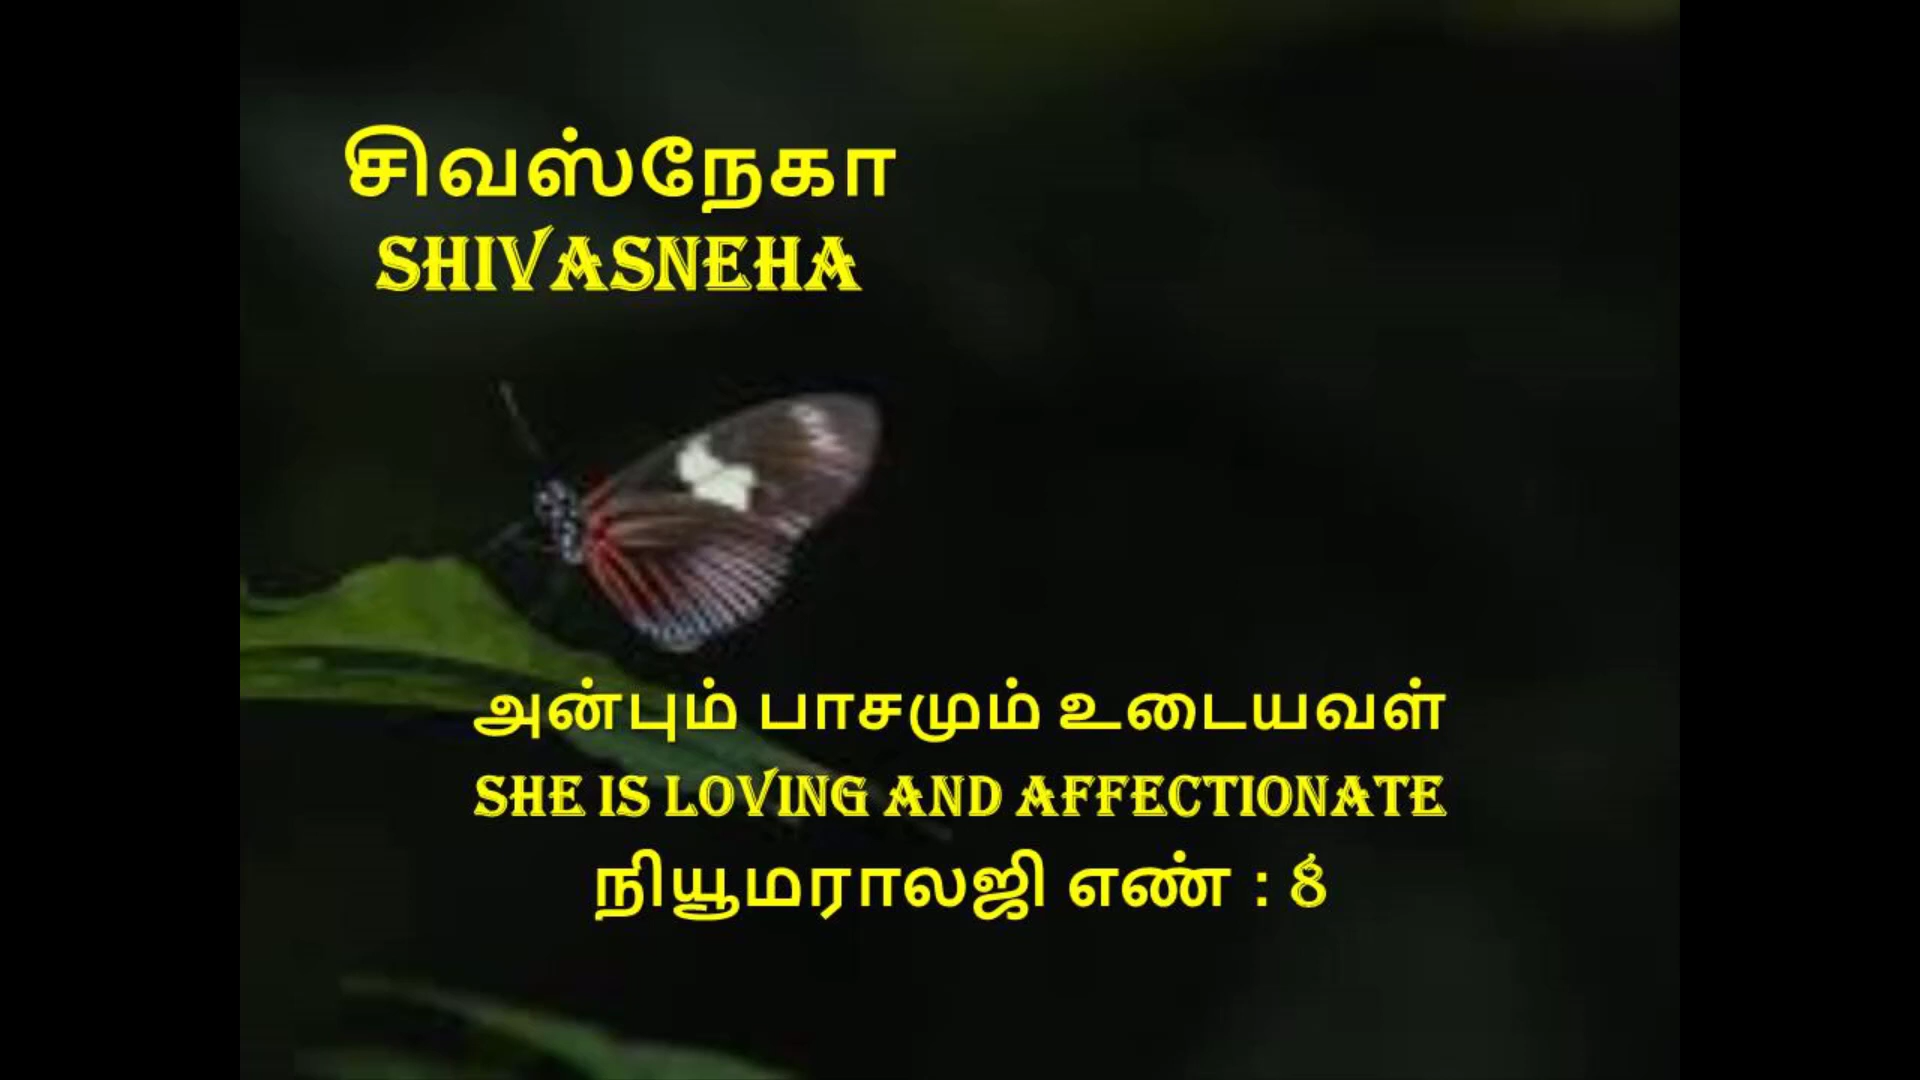 சிவஸ்நேகா
SHIVASNEHA
அன்பும் பாசமும் உடையவள்
SHE IS LOVING AND AFFECTIONATE
நியூமராலஜி எண் : 8